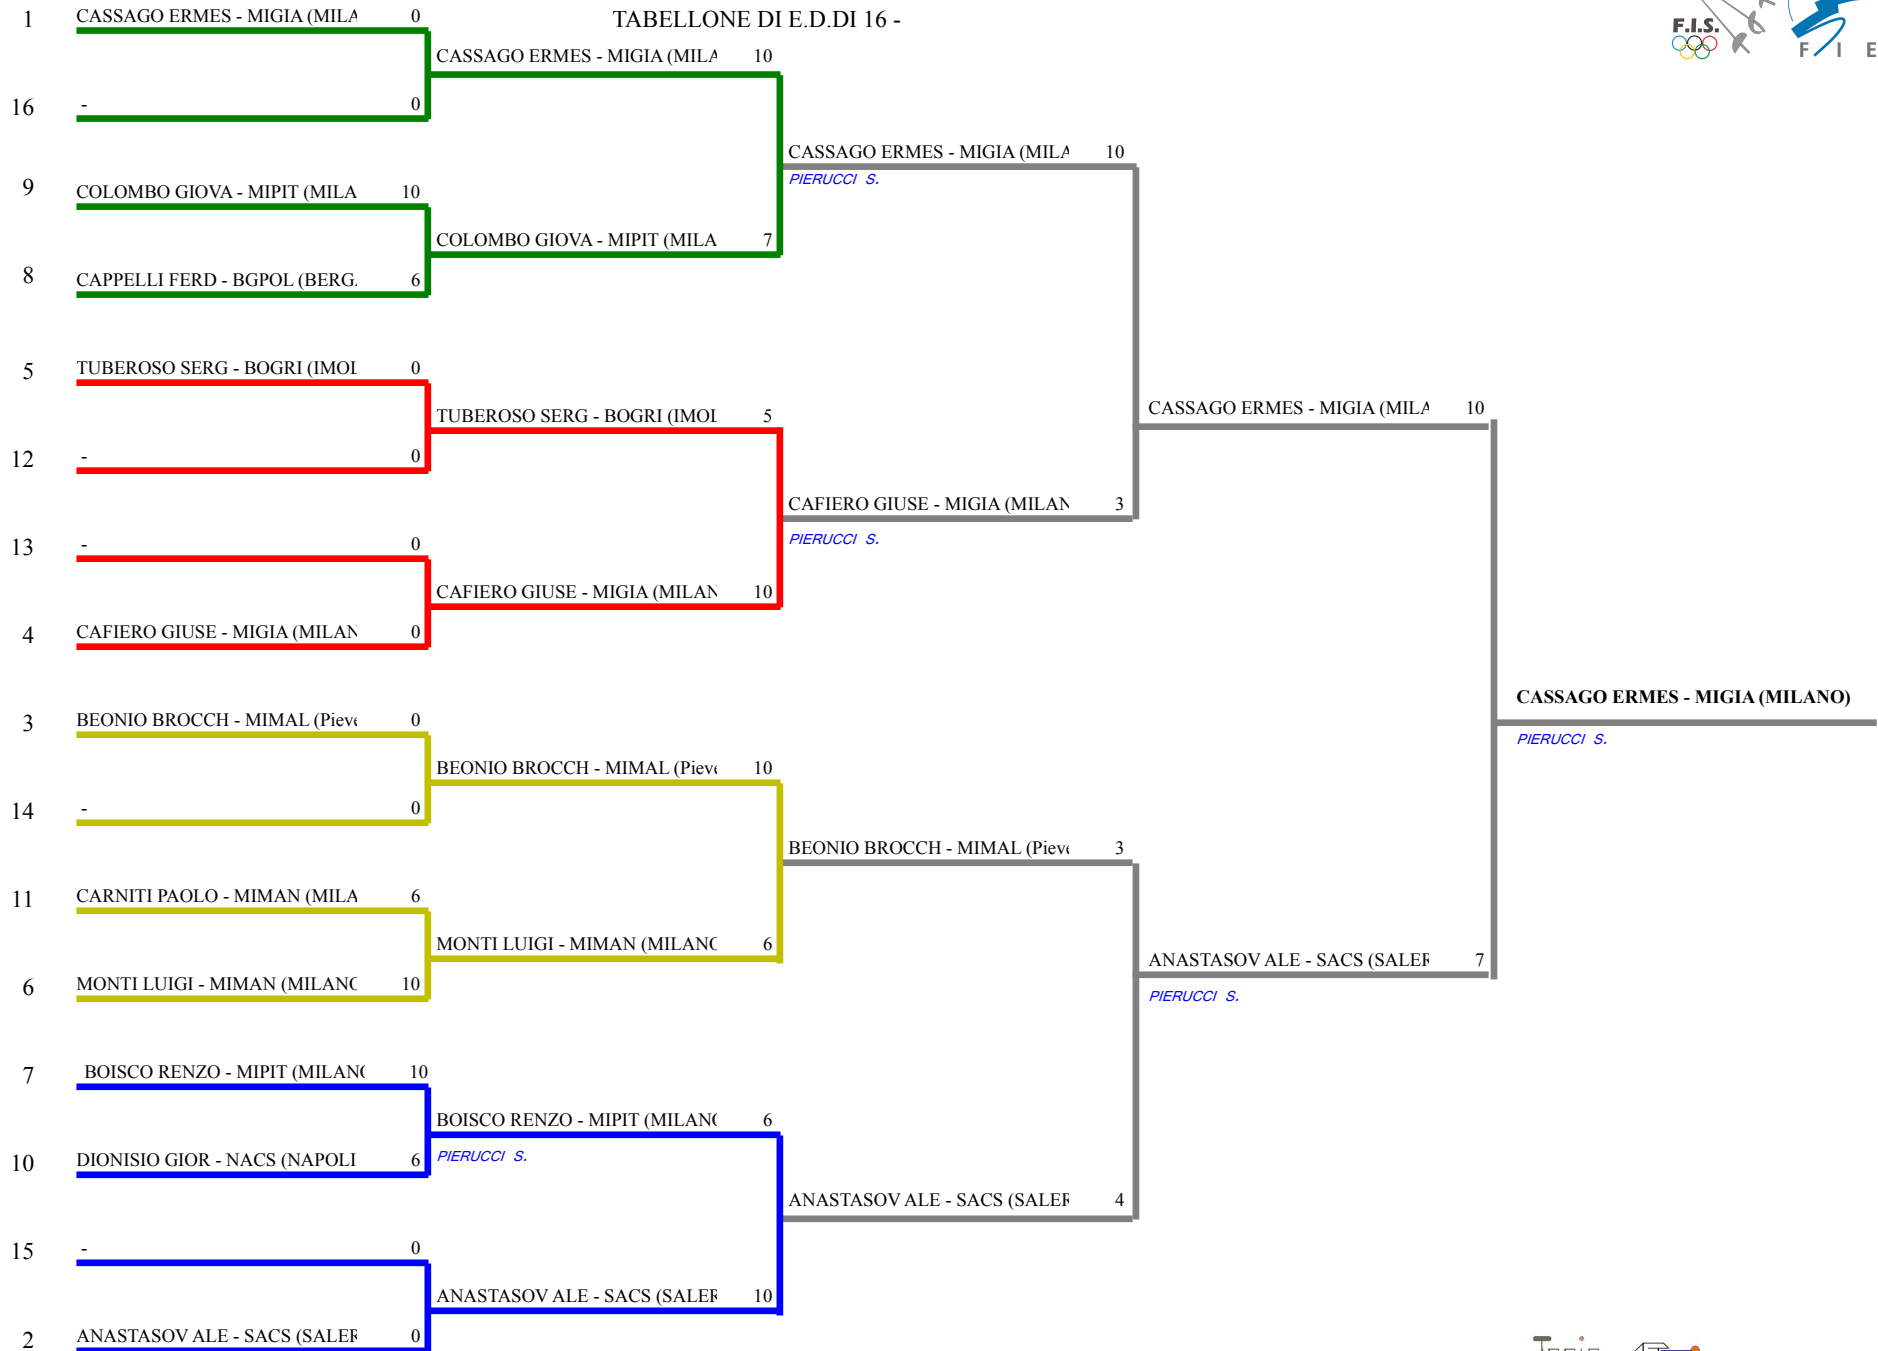 1 CASSAGO ERMES - MIGIA (MILA 0
TABELLONE DI E.D.DI 16 -
F.I.S.
F I E
CASSAGO ERMES - MIGIA (MILA 10
16 - 0
CASSAGO ERMES - MIGIA (MILA 10
PIERUCCI S.
9 COLOMBO GIOVA - MIPIT (MILA 10
COLOMBO GIOVA - MIPIT (MILA 7
8 CAPPELLI FERD - BGPOL (BERG. 6
5 TUBEROSO SERG - BOGRI (IMOL 0
TUBEROSO SERG - BOGRI (IMOL 5
CASSAGO ERMES - MIGIA (MILA 10
12 - 0
CAFIERO GIUSE - MIGIA (MILAN 3
PIERUCCI S.
13 - 0
CAFIERO GIUSE - MIGIA (MILAN 10
4 CAFIERO GIUSE - MIGIA (MILAN 0
CASSAGO ERMES - MIGIA (MILANO)
PIERUCCI S.
3 BEONIO BROCCH - MIMAL (Pieve 0
BEONIO BROCCH - MIMAL (Pieve 10
14 - 0
BEONIO BROCCH - MIMAL (Pieve 3
11 CARNITI PAOLO - MIMAN (MILA 6
MONTI LUIGI - MIMAN (MILANO 6
ANASTASOV ALE - SACS (SALER 7
PIERUCCI S.
6 MONTI LUIGI - MIMAN (MILANO 10
7 BOISCO RENZO - MIPIT (MILANO 10
BOISCO RENZO - MIPIT (MILANO 6
PIERUCCI S.
10 DIONISIO GIOR - NACS (NAPOLI 6
ANASTASOV ALE - SACS (SALER 4
15 - 0
ANASTASOV ALE - SACS (SALER 10
2 ANASTASOV ALE - SACS (SALER 0